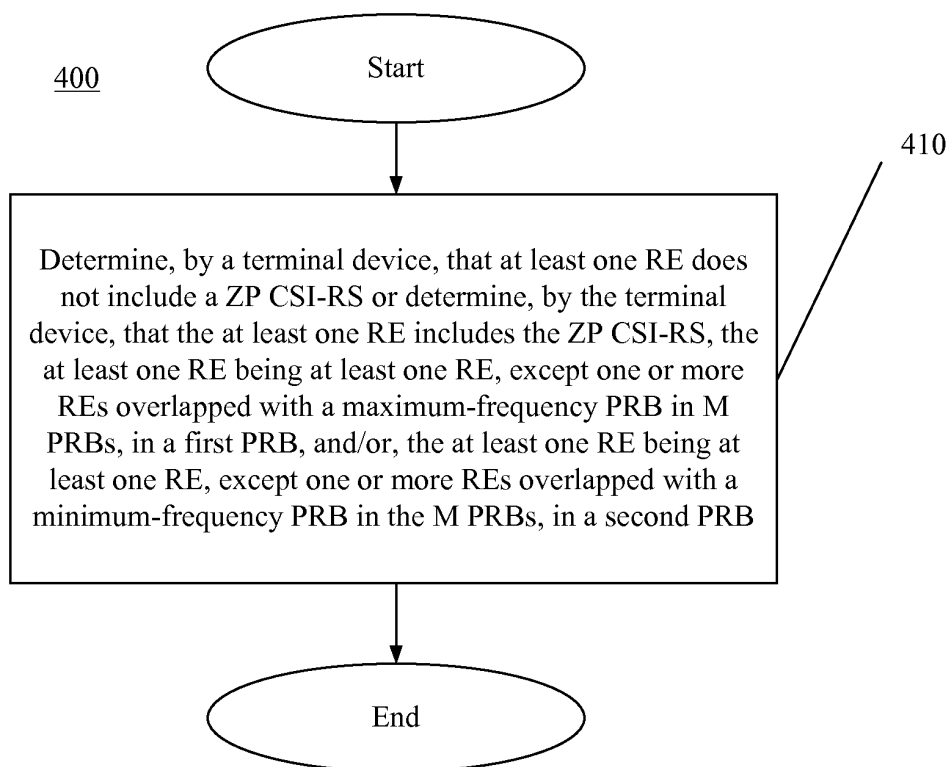 400
Start
410
Determine, by a terminal device, that at least one RE does
not include a ZP CSI-RS or determine, by the terminal
device, that the at least one RE includes the ZP CSI-RS, the
at least one RE being at least one RE, except one or more
REs overlapped with a maximum-frequency PRB in M
PRBs, in a first PRB, and/or, the at least one RE being at
least one RE, except one or more REs overlapped with a
minimum-frequency PRB in the M PRBs, in a second PRB
End